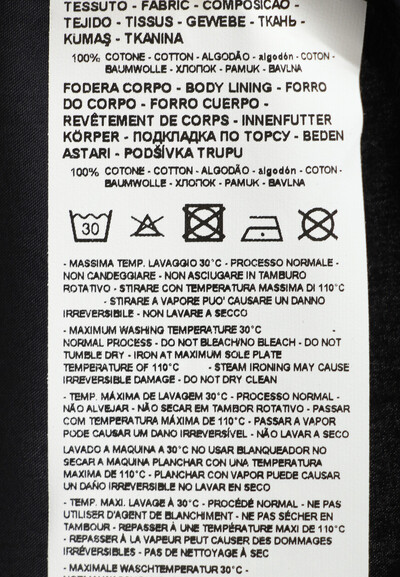 TESSUTO - FABRIC - COMPOSIÇAO -
TEJIDO - TISSUS - GEWEBE - ТКАНЬ -
KUMAŞ - TKANINA
100% COTONE - COTTON - ALGODÃO - algodón - COTON -
BAUMWOLLE - ХЛОПОК - PAMUK - BAVLNA
FODERA CORPO - BODY LINING - FORRO
DO CORPO - FORRO CUERPO -
REVÊTEMENT DE CORPS - INNENFUTTER
KÖRPER - ПОДКЛАДКА ПО ТОРСУ - BEDEN
ASTARI - PODŠÍVKA TRUPU
100% COTONE - COTTON - ALGODÃO - algodón - COTON -
BAUMWOLLE - ХЛОПОК - PAMUK - BAVLNA
30
- MASSIMA TEMP. LAVAGGIO 30°C - PROCESSO NORMALE -
NON CANDEGGIARE - NON ASCIUGARE IN TAMBURO
ROTATIVO - STIRARE CON TEMPERATURA MASSIMA DI 110°C
- STIRARE A VAPORE PUO' CAUSARE UN DANNO
IRREVERSIBILE - NON LAVARE A SECCO
- MAXIMUM WASHING TEMPERATURE 30°C -
NORMAL PROCESS - DO NOT BLEACH/NO BLEACH - DO NOT
TUMBLE DRY - IRON AT MAXIMUM SOLE PLATE
TEMPERATURE OF 110°C - STEAM IRONING MAY CAUSE
IRREVERSIBLE DAMAGE - DO NOT DRY CLEAN
- TEMP. MÁXIMA DE LAVAGEM 30°C - PROCESSO NORMAL -
NÃO ALVEJAR - NÃO SECAR EM TAMBOR ROTATIVO - PASSAR
COM TEMPERATURA MÁXIMA DE 110°C - PASSAR A VAPOR
PODE CAUSAR UM DANO IRREVERSÍVEL - NÃO LAVAR A SECO
LAVADO A MAQUINA A 30°C NO USAR BLANQUEADOR NO
SECAR A MAQUINA PLANCHAR CON UNA TEMPERATURA
MAXIMA DE 110°C - PLANCHAR CON VAPOR PUEDE CAUSAR
UN DAÑO IRREVERSIBLE NO LAVAR EN SECO
- TEMP. MAXI. LAVAGE À 30°C - PROCÉDÉ NORMAL - NE PAS
UTILISER D'AGENT DE BLANCHIMENT - NE PAS SÉCHER EN
TAMBOUR - REPASSER À UNE TEMPÉRATURE MAXI DE 110°C
- REPASSER À LA VAPEUR PEUT CAUSER DES DOMMAGES
IRRÉVERSIBLES - PAS DE NETTOYAGE À SEC
- MAXIMALE WASCHTEMPERATUR 30°C -